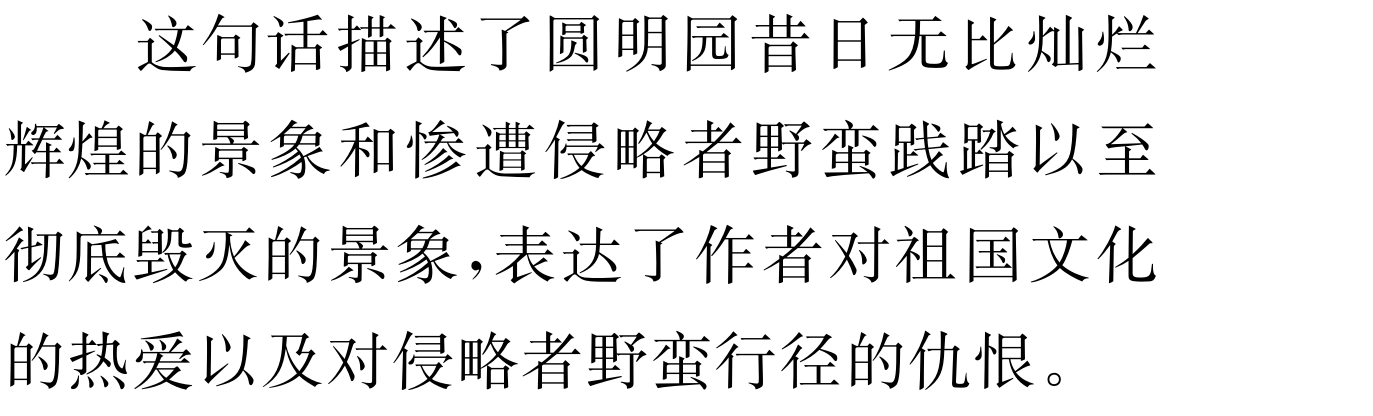 这句话描述了圆明园昔日无比灿烂
辉煌的景象和惨遭侵略者野蛮践踏以至
彻底毁灭的景象,表达了作者对祖国文化
的热爱以及对侵略者野蛮行径的仇恨。